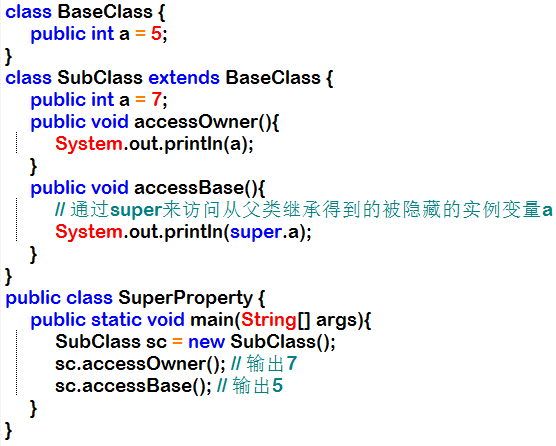 class BaseClass {
    public int a = 5;
}
class SubClass extends BaseClass {
    public int a = 7;
    public void accessOwner(){
        System.out.println(a);
    }
    public void accessBase(){
        // 通过super来访问从父类继承得到的被隐藏的实例变量a
        System.out.println(super.a);
    }
}
public class SuperProperty {
    public static void main(String[] args){
        SubClass sc = new SubClass();
        sc.accessOwner(); // 输出7
        sc.accessBase(); // 输出5
    }
}